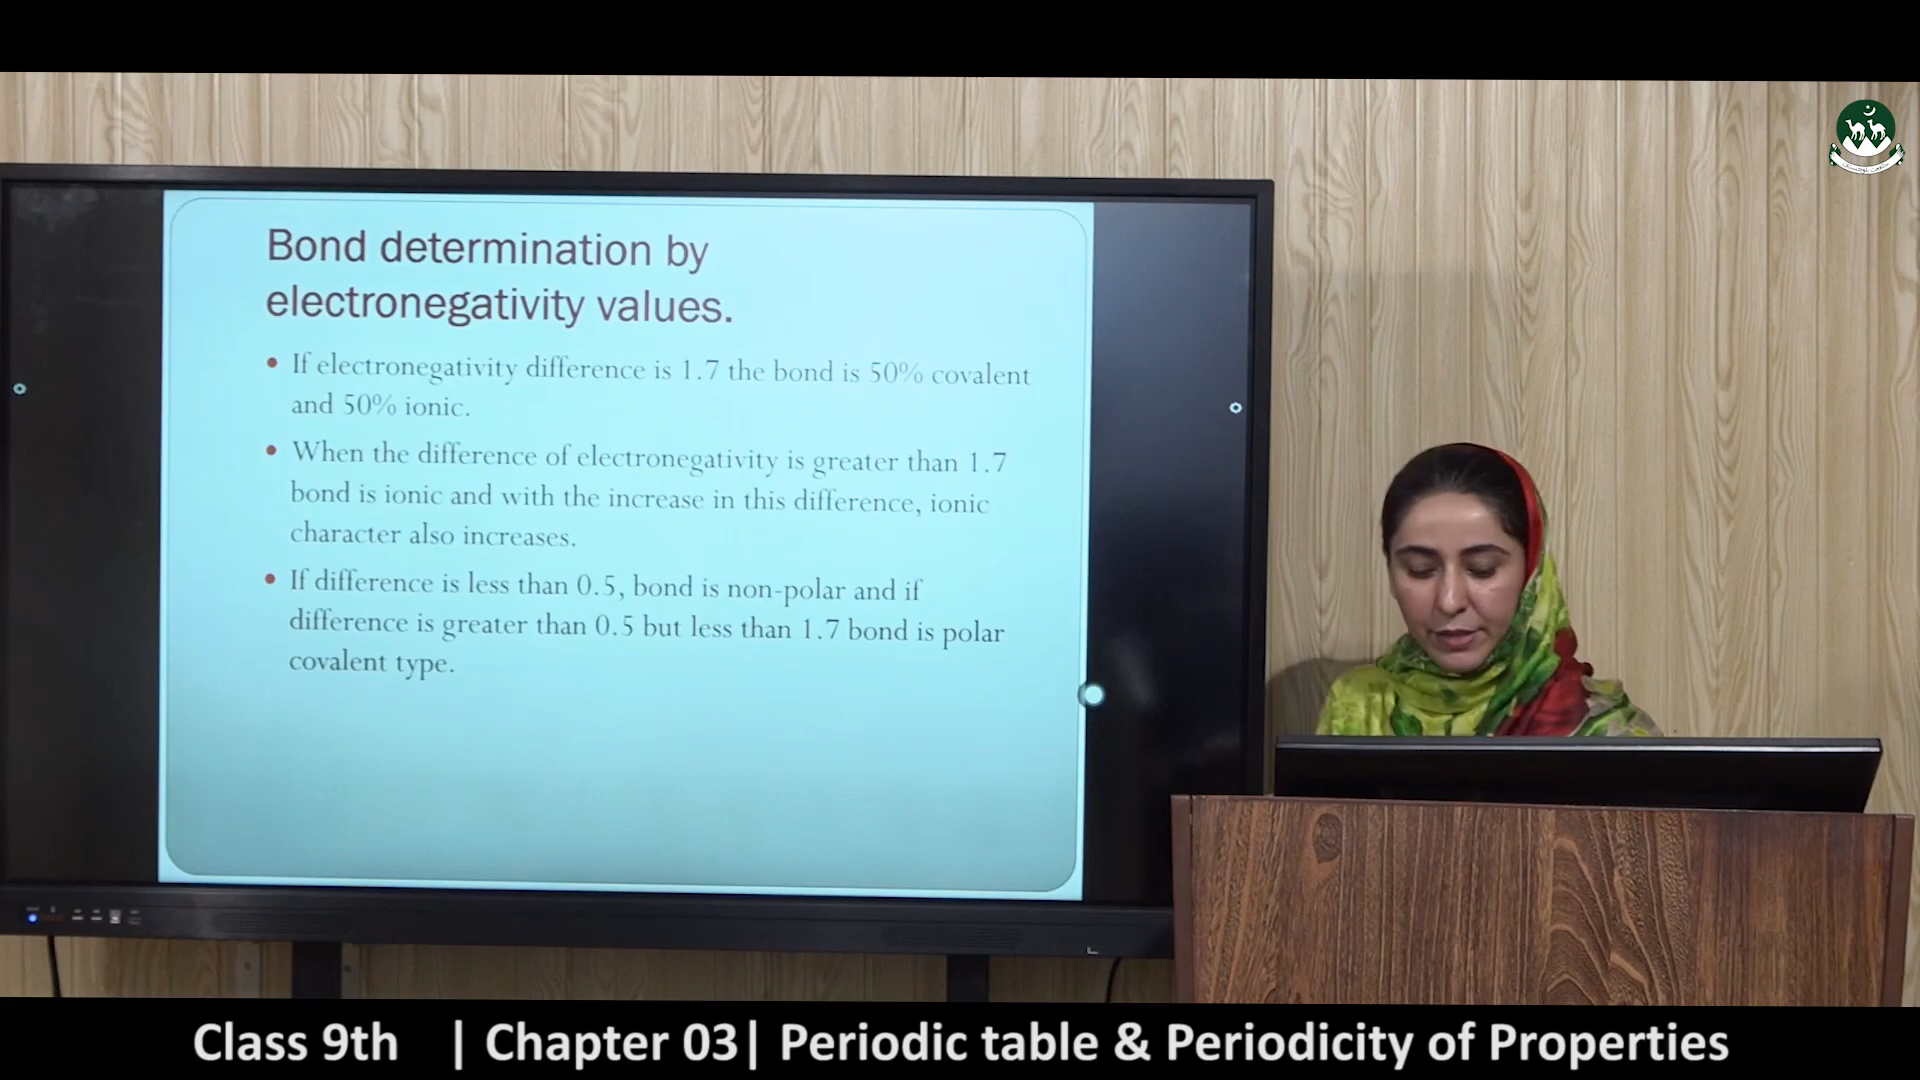 Bond determination by
electronegativity values.
• If electronegativity difference is 1.7 the bond is 50% covalent
and 50% ionic.
• When the difference of electronegativity is greater than 1.7
bond is ionic and with the increase in this difference, ionic
character also increases.
• If difference is less than 0.5, bond is non-polar and if
difference is greater than 0.5 but less than 1.7 bond is polar
covalent type.
Class 9th | Chapter 03| Periodic table & Periodicity of Properties